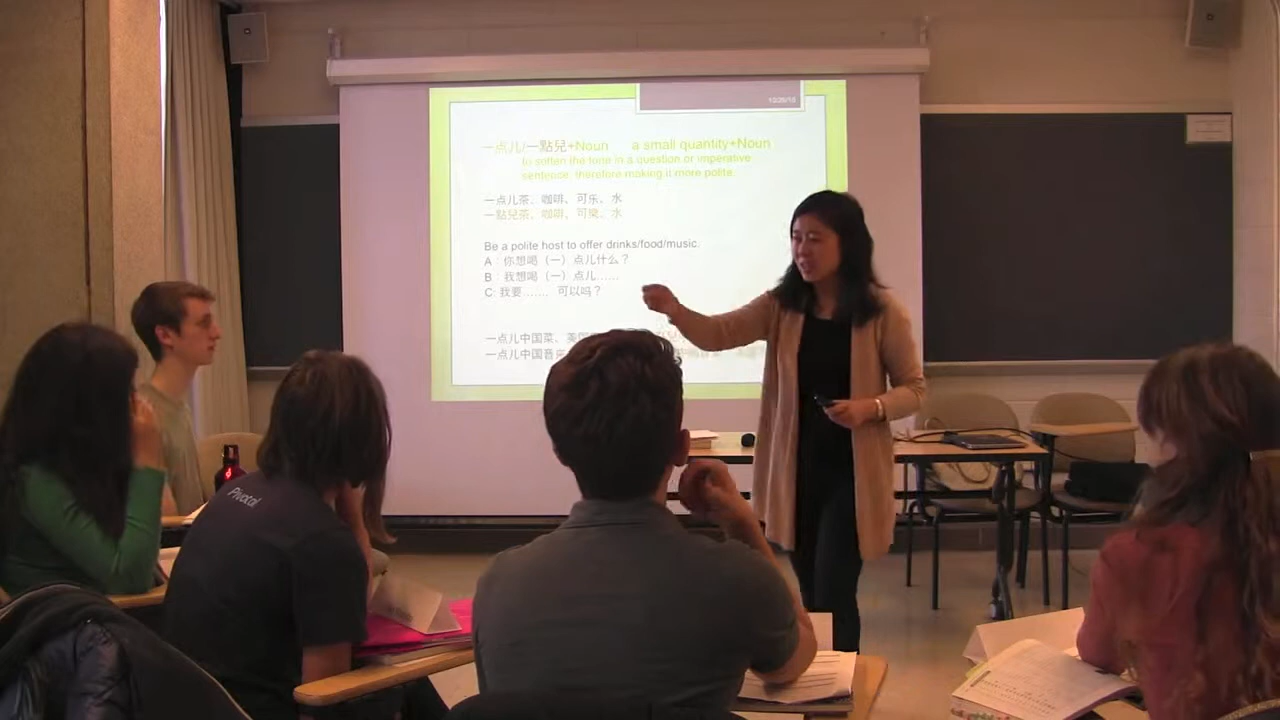 10/26/10
一点儿/一點兒+Noun a small quantity+Noun
to soften the tone in a question or imperative
sentence, therefore making it more polite.
一点儿茶、咖啡、可乐、水
一點兒茶、咖啡、可樂、水
Be a polite host to offer drinks/food/music.
A：你想喝（一）点儿什么？
B：我想喝（一）点儿……
C: 我要……. 可以吗？
一点儿中国菜、美国
一点儿中国音
Pivotal